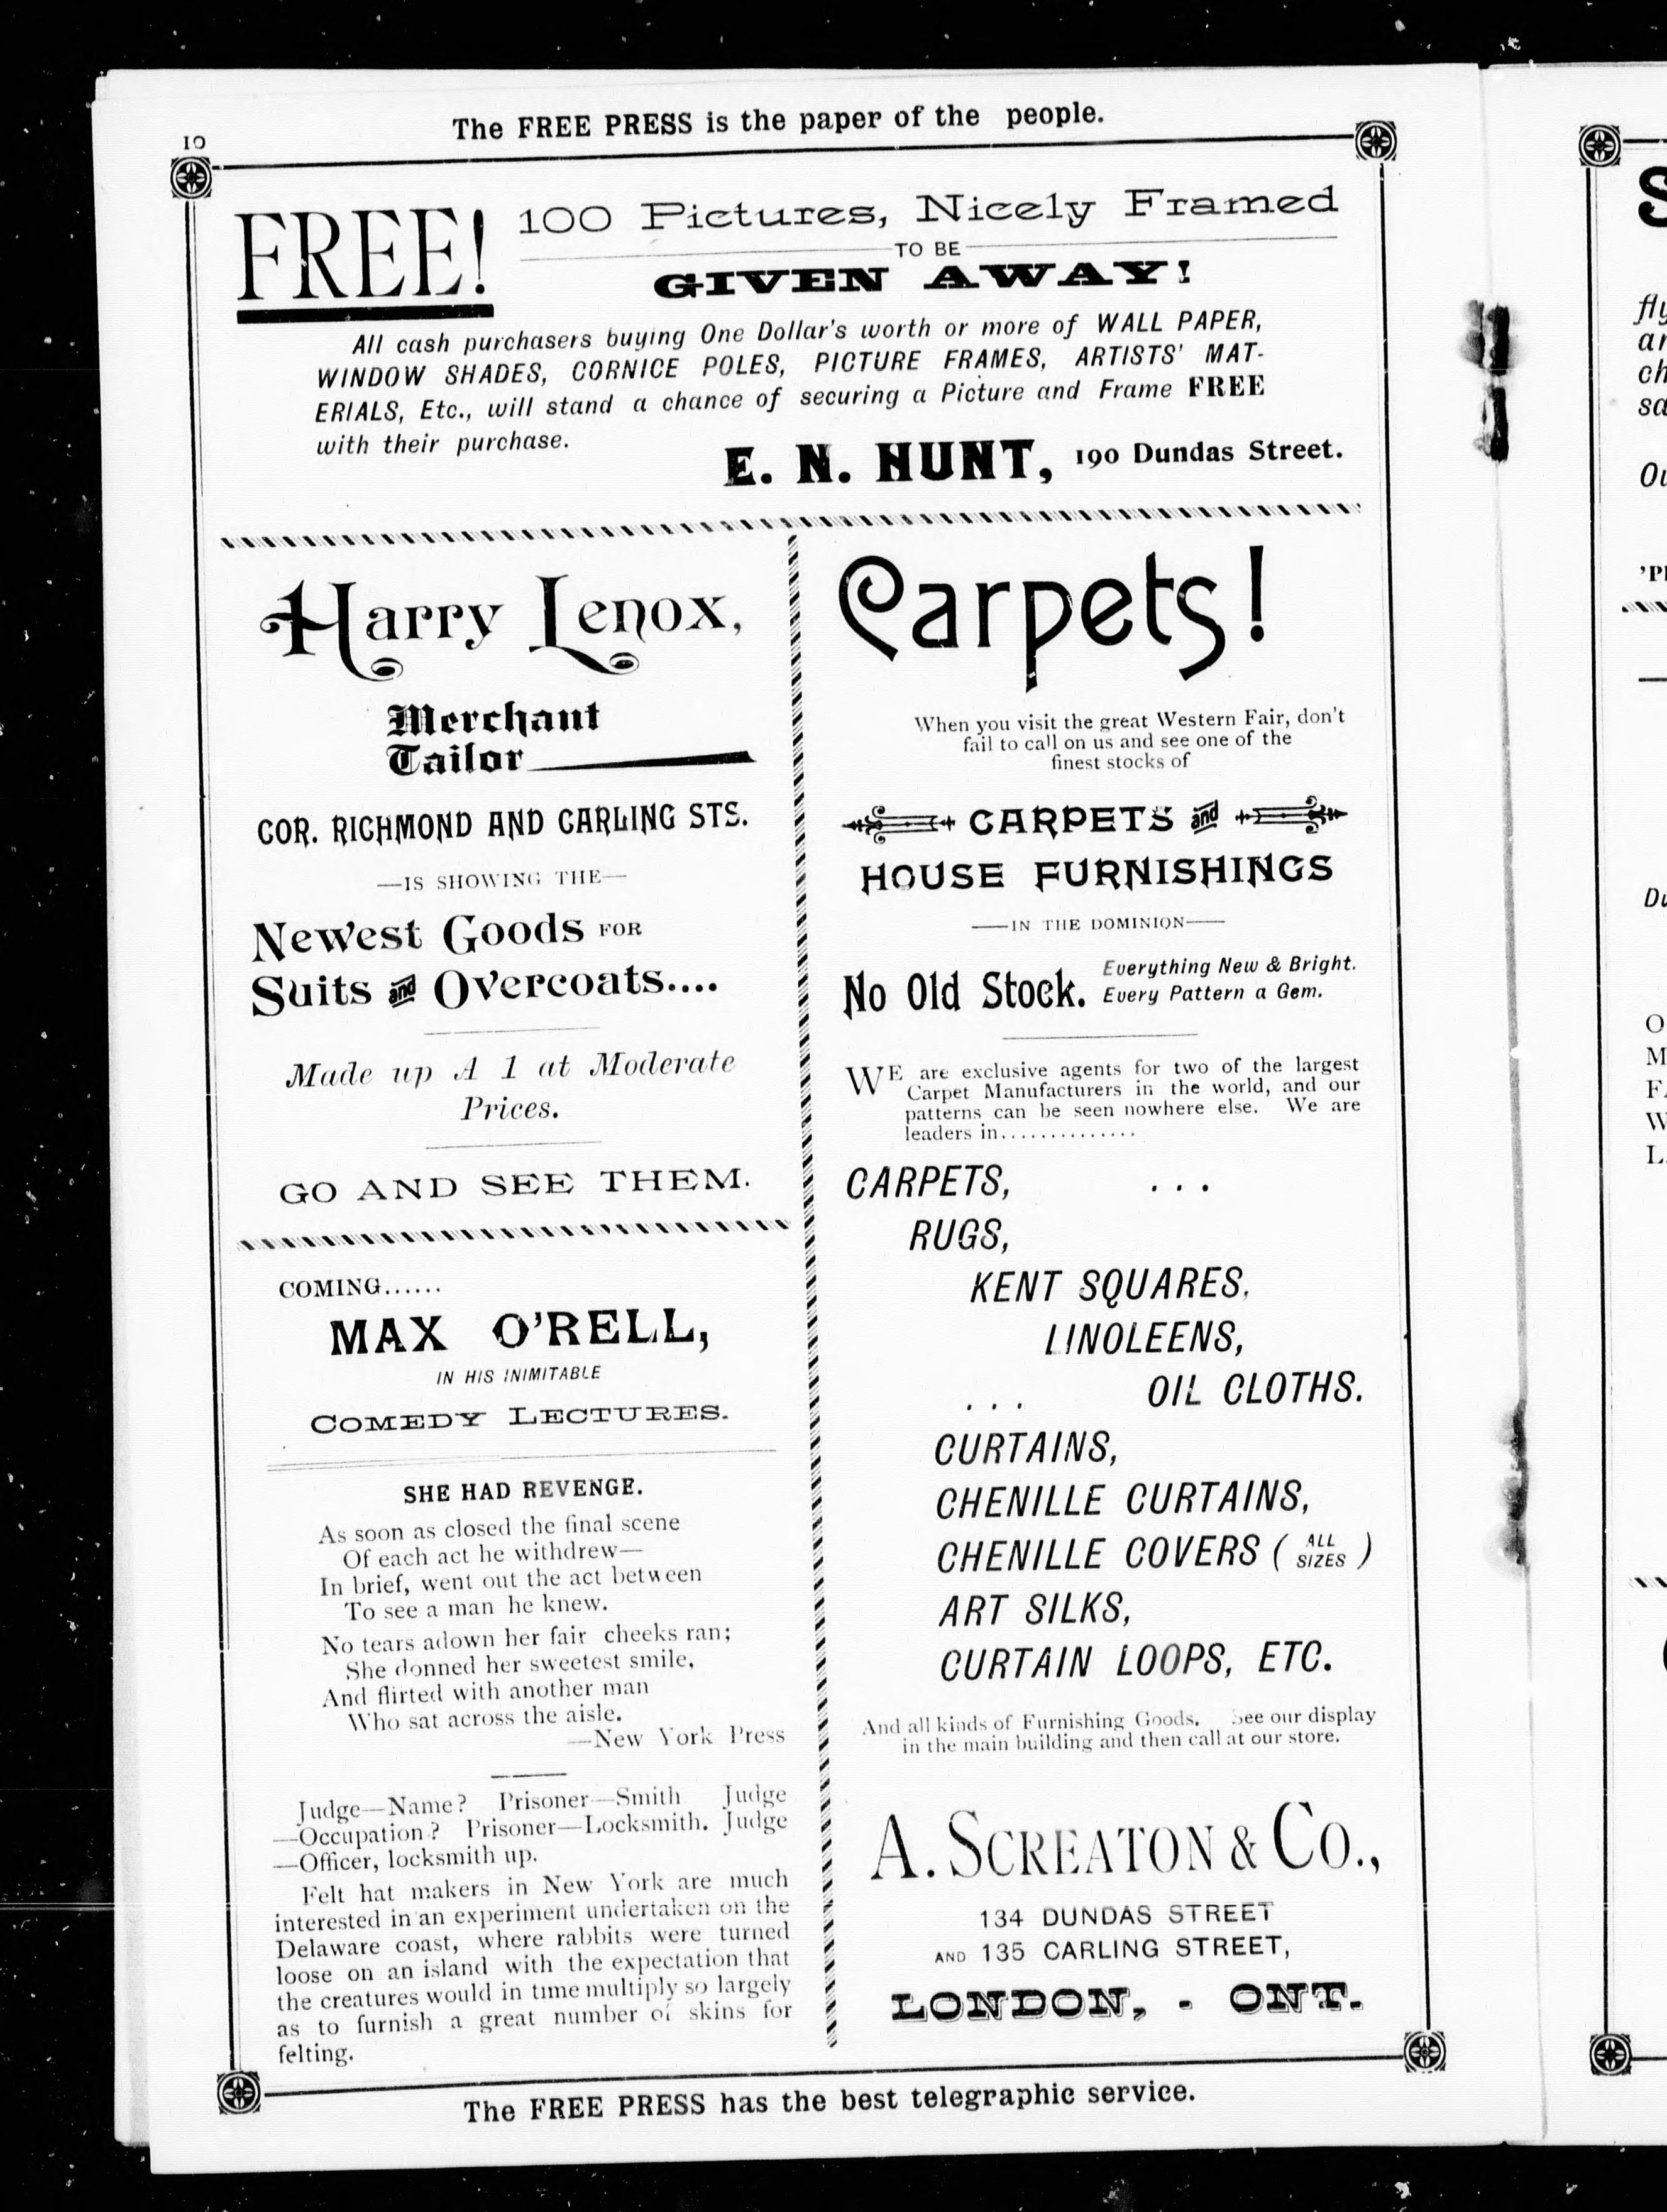 10
The FREE PRESS is the paper of the people.
FREE!
100 Pictures, Nicely Framed
TO BE
GIVEN AWAY!
All cash purchasers buying One Dollar's worth or more of WALL PAPER,
WINDOW SHADES, CORNICE POLES, PICTURE FRAMES, ARTISTS' MAT-
ERIALS, Etc., will stand a chance of securing a Picture and Frame FREE
with their purchase.
E. N. HUNT, 190 Dundas Street.
Harry Lenox,
Merchant
Tailor
COR. RICHMOND AND CARLING STS.
—IS SHOWING THE—
Newest Goods FOR
Suits and Overcoats....
Made up A 1 at Moderate
Prices.
GO AND SEE THEM.
COMING......
MAX O'RELL,
IN HIS INIMITABLE
COMEDY LECTURES.
SHE HAD REVENGE.
As soon as closed the final scene
Of each act he withdrew—
In brief, went out the act between
To see a man he knew.
No tears adown her fair cheeks ran;
She donned her sweetest smile,
And flirted with another man
Who sat across the aisle.
—New York Press
Judge—Name? Prisoner—Smith Judge
—Occupation? Prisoner—Locksmith. Judge
—Officer, locksmith up.
Felt hat makers in New York are much
interested in an experiment undertaken on the
Delaware coast, where rabbits were turned
loose on an island with the expectation that
the creatures would in time multiply so largely
as to furnish a great number of skins for
felting.
Carpets!
When you visit the great Western Fair, don't
fail to call on us and see one of the
finest stocks of
CARPETS and
HOUSE FURNISHINGS
—IN THE DOMINION—
No Old Stock. Everything New & Bright.
Every Pattern a Gem.
WE are exclusive agents for two of the largest
Carpet Manufacturers in the world, and our
patterns can be seen nowhere else. We are
leaders in..............
CARPETS, ...
RUGS,
KENT SQUARES,
LINOLEENS,
... OIL CLOTHS.
CURTAINS,
CHENILLE CURTAINS,
CHENILLE COVERS ( ALL SIZES )
ART SILKS,
CURTAIN LOOPS, ETC.
And all kinds of Furnishing Goods. See our display
in the main building and then call at our store.
A. SCREATON & CO.,
134 DUNDAS STREET
AND 135 CARLING STREET,
LONDON, - ONT.
The FREE PRESS has the best telegraphic service.